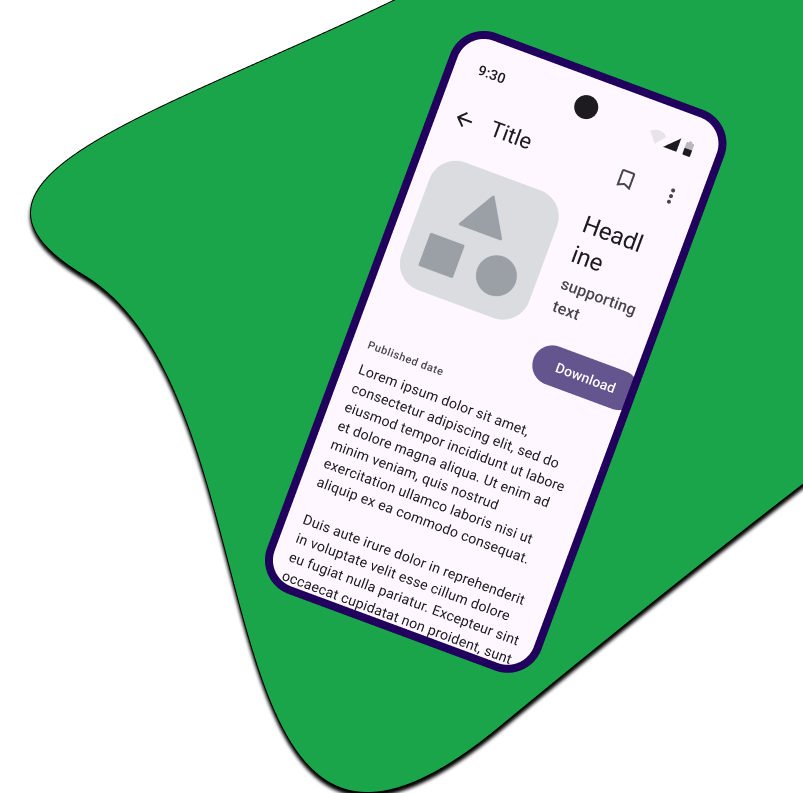 9:30
Title
Headl
ine
supporting
text
Download
Published date
Lorem ipsum dolor sit amet,
consectetur adipiscing elit, sed do
eiusmod tempor incididunt ut labore
et dolore magna aliqua. Ut enim ad
minim veniam, quis nostrud
exercitation ullamco laboris nisi ut
aliquip ex ea commodo consequat.
Duis aute irure dolor in reprehenderit
in voluptate velit esse cillum dolore
eu fugiat nulla pariatur. Excepteur sint
occaecat cupidatat non proident, sunt